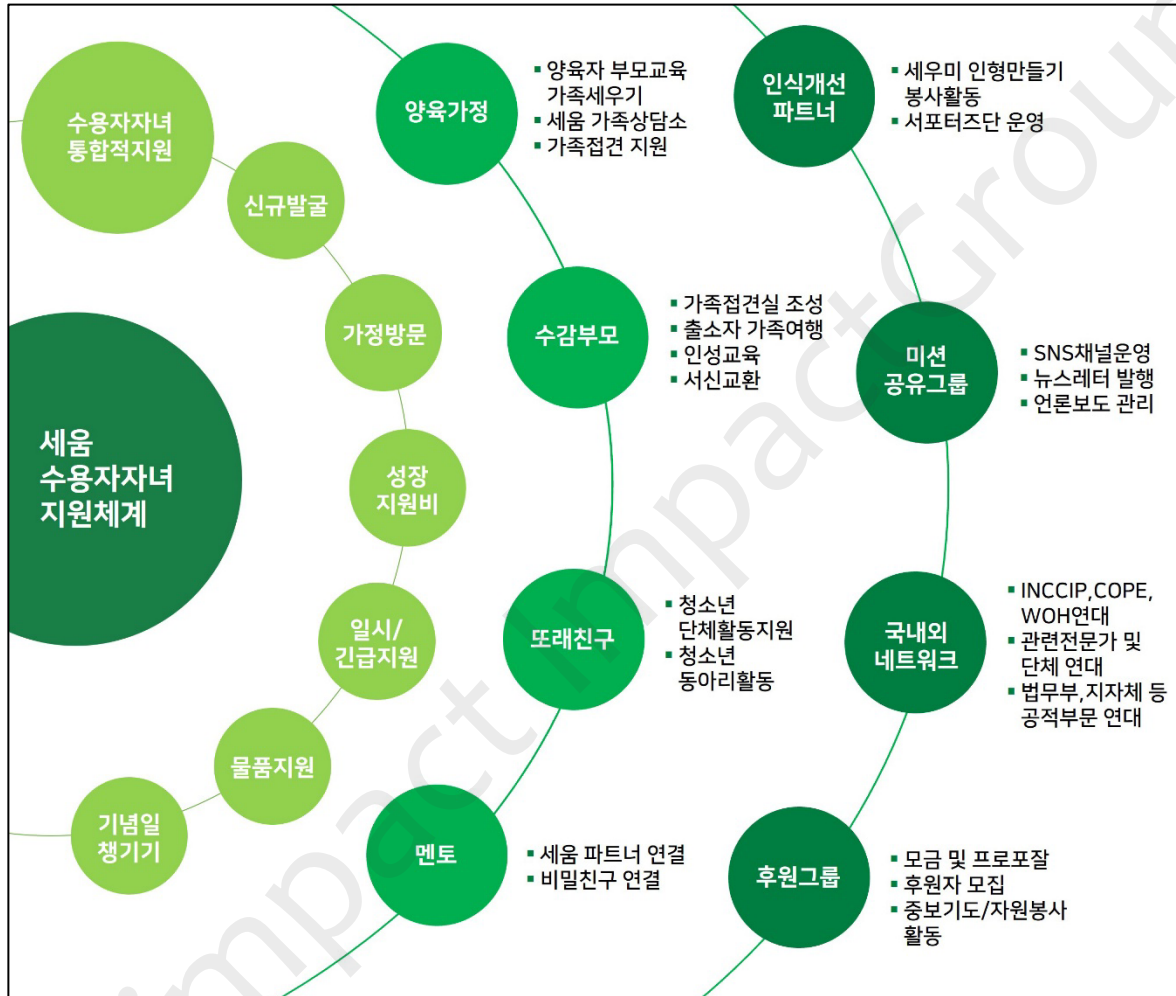 세움
수용자자녀
지원체계
수용자자녀
통합적지원
신규발굴
가정방문
성장
지원비
일시/
긴급지원
물품지원
기념일
챙기기
양육가정
▪ 양육자 부모교육
가족세우기
▪ 세움 가족상담소
▪ 가족접견 지원
수감부모
▪ 가족접견실 조성
▪ 출소자 가족여행
▪ 인성교육
▪ 서신교환
또래친구
▪ 청소년
단체활동지원
▪ 청소년
동아리활동
멘토
▪ 세움 파트너 연결
▪ 비밀친구 연결
인식개선
파트너
▪ 세우미 인형만들기
봉사활동
▪ 서포터즈단 운영
미션
공유그룹
▪ SNS채널운영
▪ 뉴스레터 발행
▪ 언론보도 관리
국내외
네트워크
▪ INCCIP,COPE,
WOH연대
▪ 관련전문가 및
단체 연대
▪ 법무부,지자체 등
공적부문 연대
후원그룹
▪ 모금 및 프로포잘
▪ 후원자 모집
▪ 중보기도/자원봉사
활동
Impact ImpactGroup